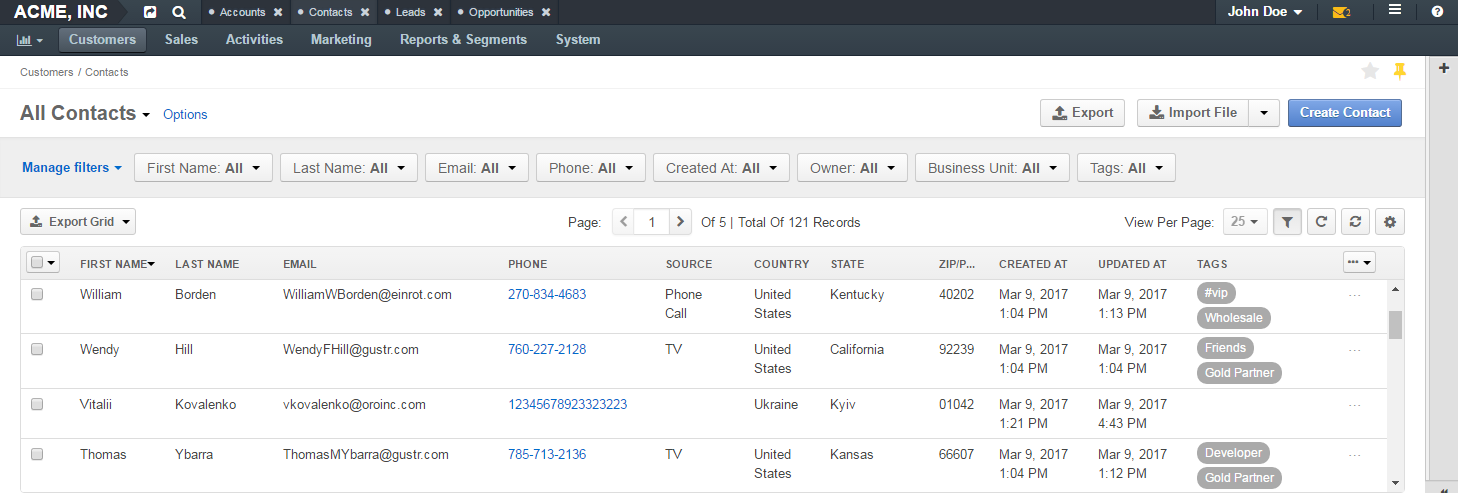 ACME, INC • Accounts ✖ • Contacts ✖ • Leads ✖ • Opportunities ✖ John Doe 2
Customers Sales Activities Marketing Reports & Segments System
Customers / Contacts
All Contacts Options Export Import File Create Contact
Manage filters First Name: All Last Name: All Email: All Phone: All Created At: All Owner: All Business Unit: All Tags: All
Export Grid Page: < 1 > Of 5 | Total Of 121 Records View Per Page: 25
FIRST NAME LAST NAME EMAIL PHONE SOURCE COUNTRY STATE ZIP/P... CREATED AT UPDATED AT TAGS ...
William Borden WilliamWBorden@einrot.com 270-834-4683 Phone United Kentucky 40202 Mar 9, 2017 Mar 9, 2017 #vip ...
Call States 1:04 PM 1:13 PM Wholesale
Wendy Hill WendyFHill@gustr.com 760-227-2128 TV United California 92239 Mar 9, 2017 Mar 9, 2017 Friends ...
States 1:04 PM 1:04 PM Gold Partner
Vitalii Kovalenko vkovalenko@oroinc.com 12345678923323223 Ukraine Kyiv 01042 Mar 9, 2017 Mar 9, 2017 ...
1:21 PM 4:43 PM
Thomas Ybarra ThomasMYbarra@gustr.com 785-713-2136 TV United Kansas 66607 Mar 9, 2017 Mar 9, 2017 Developer ...
States 1:04 PM 1:12 PM Gold Partner